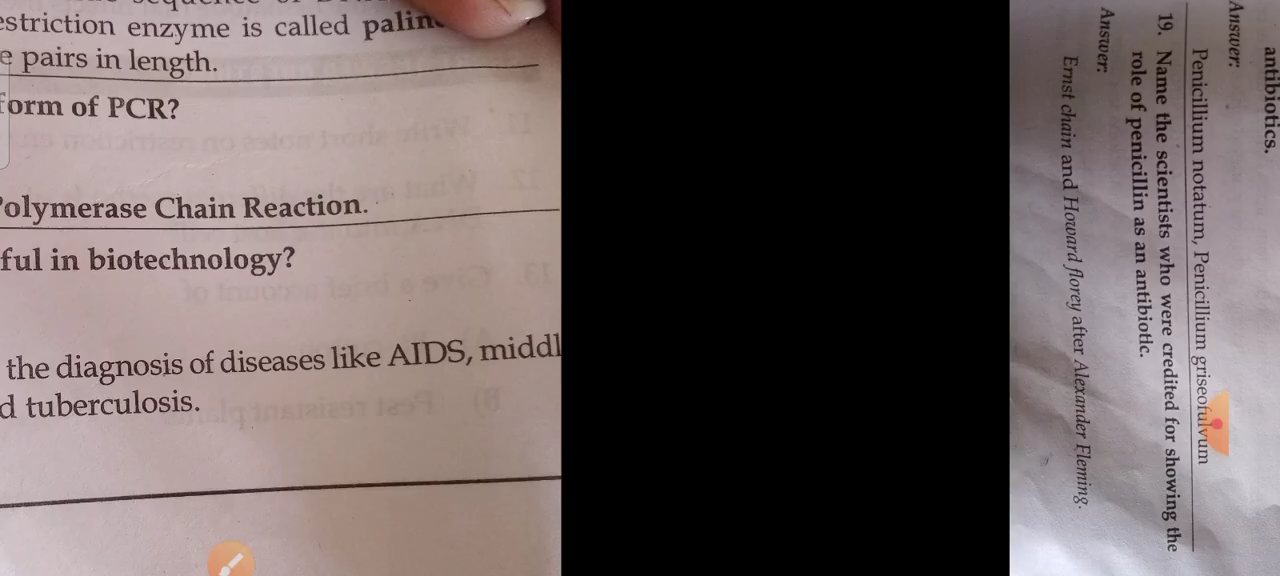 estriction enzyme is called
e pairs in length.
form of PCR?
olymerase Chain Reaction.
ful in biotechnology?
the diagnosis of diseases like AIDS, middl
d tuberculosis.
antibiotics.
Answer:
Penicillium notatum, Penicillium griseofulvum
19. Name the scientists who were credited for showing the
role of penicillin as an antibiotic.
Answer:
Ernst chain and Howard florey after Alexander Fleming.